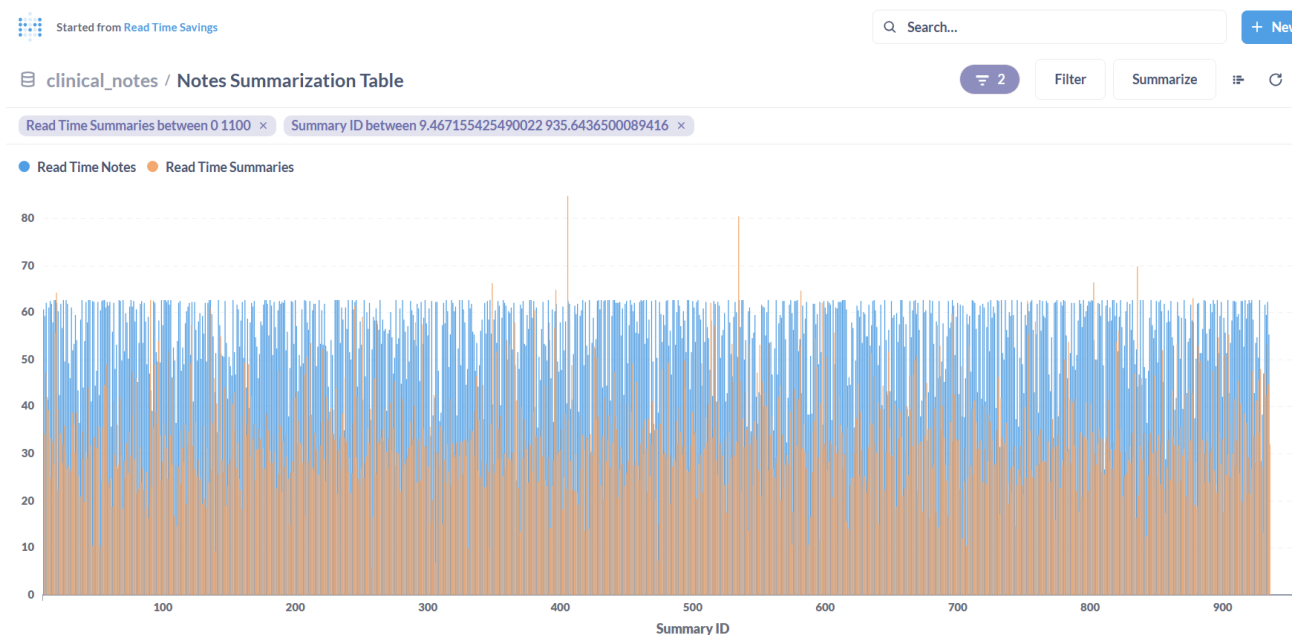 Started from Read Time Savings
Search...
+ New
clinical_notes / Notes Summarization Table
2
Filter
Summarize
Read Time Summaries between 0 1100 ×
Summary ID between 9.467155425490022 935.6436500089416 ×
Read Time Notes
Read Time Summaries
80
70
60
50
40
30
20
10
0
100
200
300
400
500
600
700
800
900
Summary ID